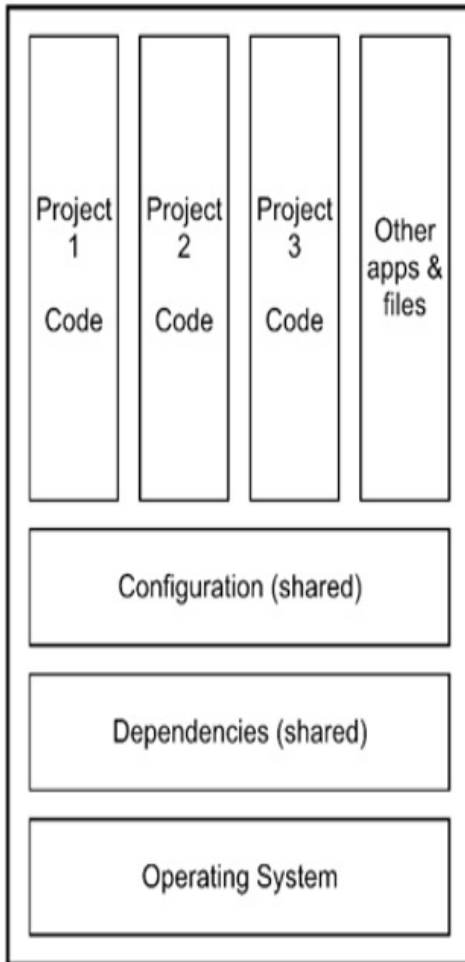 Project
1
Code
Project
2
Code
Project
3
Code
Other
apps &
files
Configuration (shared)
Dependencies (shared)
Operating System